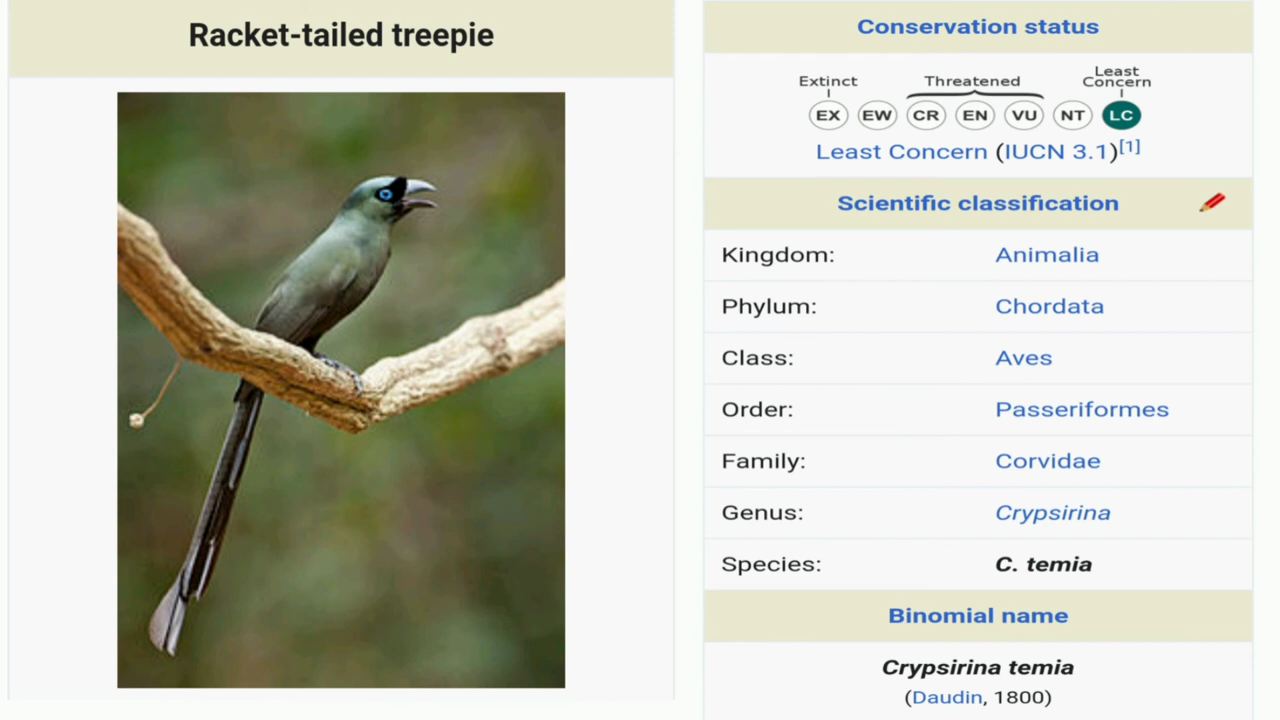 Racket-tailed treepie
Conservation status
Extinct
Threatened
Least
Concern
EX EW CR EN VU NT LC
Least Concern (IUCN 3.1)[1]
Scientific classification
Kingdom: Animalia
Phylum: Chordata
Class: Aves
Order: Passeriformes
Family: Corvidae
Genus: Crypsirina
Species: C. temia
Binomial name
Crypsirina temia
(Daudin, 1800)